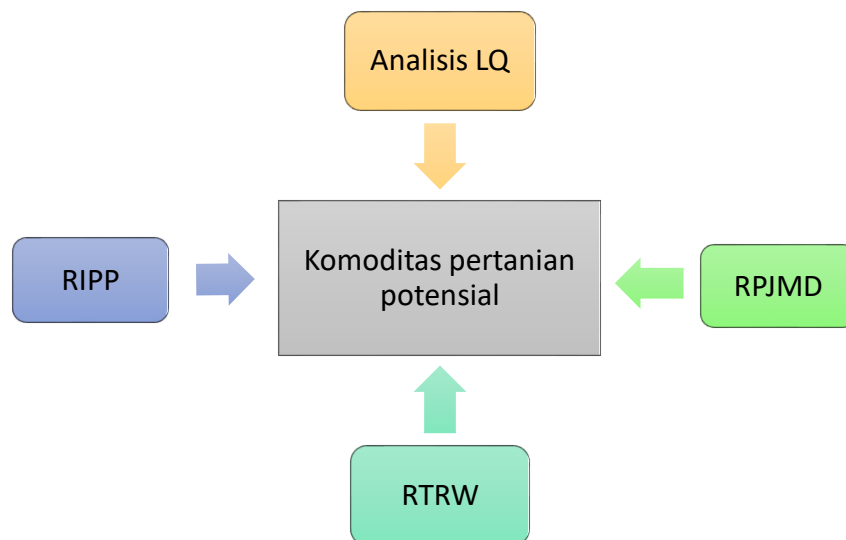 Analisis LQ
RIPP
Komoditas pertanian
potensial
RPJMD
RTRW